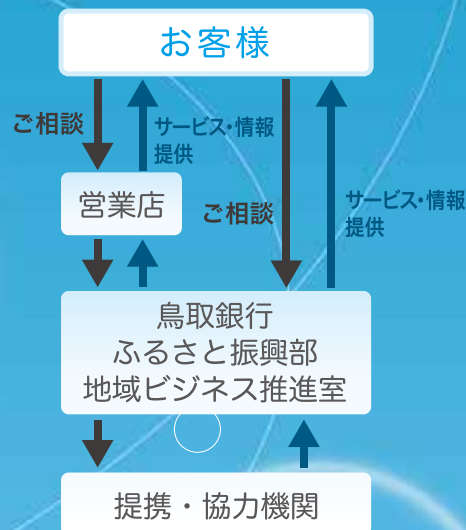 お客様
ご相談
サービス・情報
提供
営業店
ご相談
サービス・情報
提供
鳥取銀行
ふるさと振興部
地域ビジネス推進室
提携・協力機関